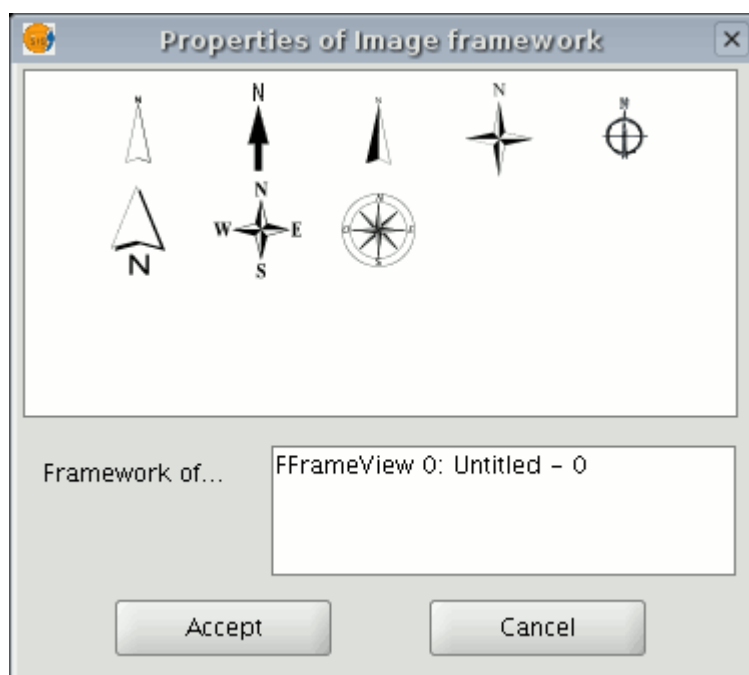 Properties of Image framework
N N N N N
N
N
W E
S
N
O E
S
Framework of...
FFrameView 0: Untitled - 0
Accept
Cancel